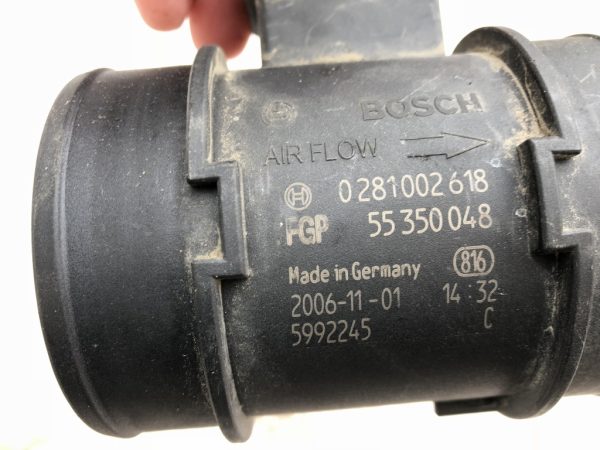 BOSCH
AIR FLOW
0 281 002 618
FGP 55 350 048
Made in Germany 816
2006-11-01 14:32
5992245 C